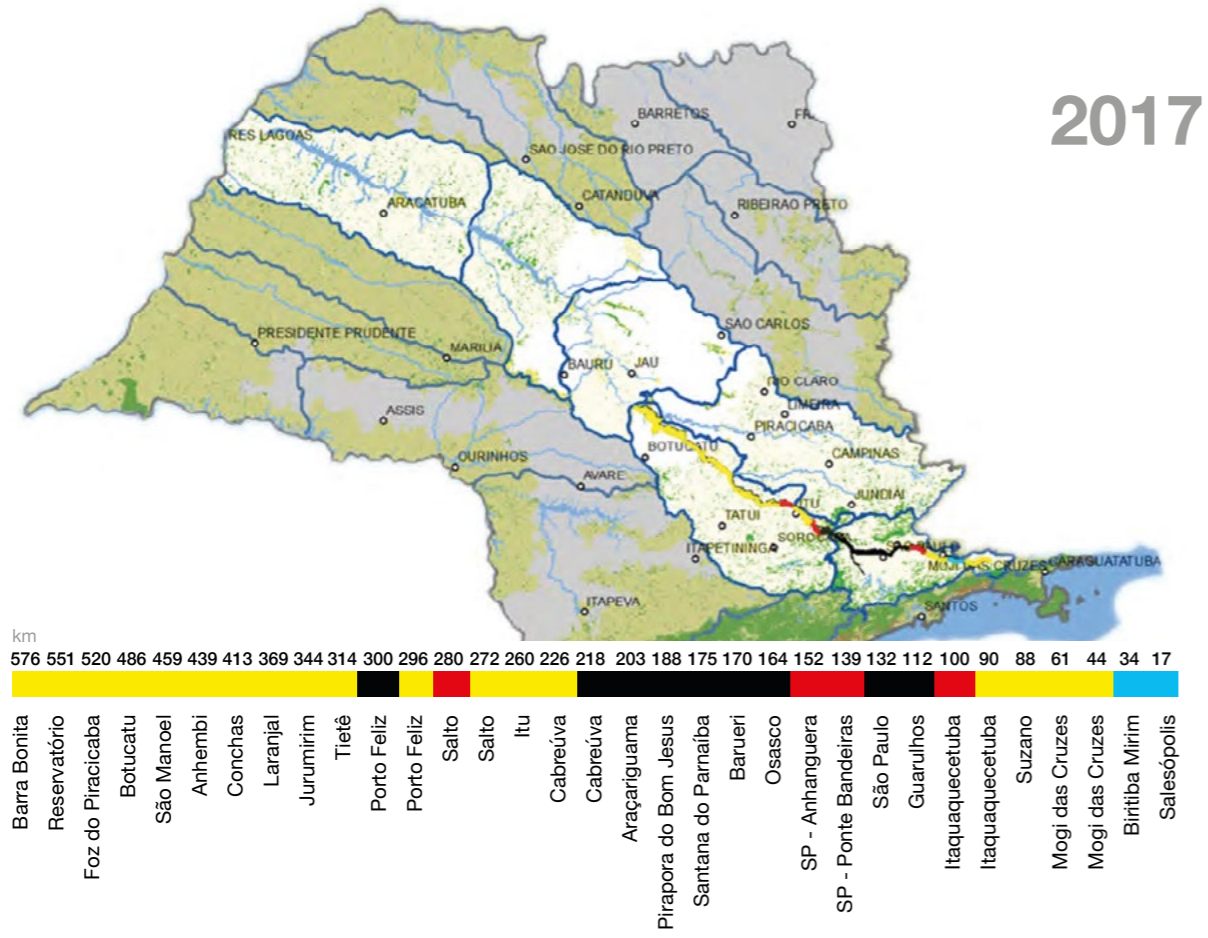 2017
BARRETOS
FR
RES LAGOAS
SAO JOSE DO RIO PRETO
CATANDUVA
ARACATUBA
RIBEIRAO PRETO
SAO CARLOS
PRESIDENTE PRUDENTE
MARILIA
BAURU
JAU
RIO CLARO
LIMEIRA
ASSIS
PIRACICABA
BOTUCATU
OURINHOS
CAMPINAS
AVARE
JUNDIAI
ITU
TATUI
SOROCABA
ITAPETININGA
SAO PAULO
MOJI DAS CRUZES
CARAGUATATUBA
ITAPEVA
SANTOS
km
576 551 520 486 459 439 413 369 344 314 300 296 280 272 260 226 218 203 188 175 170 164 152 139 132 112 100 90 88 61 44 34 17
Barra Bonita
Reservatório
Foz do Piracicaba
Botucatu
São Manoel
Anhembi
Conchas
Laranjal
Jurumirim
Tietê
Porto Feliz
Porto Feliz
Salto
Salto
Itu
Cabreúva
Cabreúva
Araçariguama
Pirapora do Bom Jesus
Santana do Parnaíba
Barueri
Osasco
SP - Anhanguera
SP - Ponte Bandeiras
São Paulo
Guarulhos
Itaquaquecetuba
Itaquaquecetuba
Suzano
Mogi das Cruzes
Mogi das Cruzes
Biritiba Mirim
Salesópolis